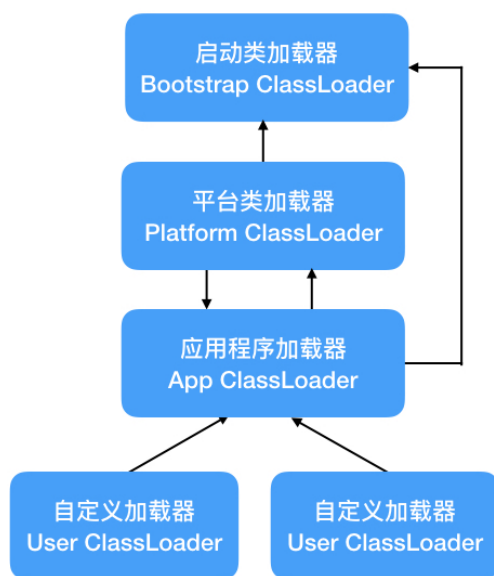 启动类加载器
Bootstrap ClassLoader
平台类加载器
Platform ClassLoader
应用程序加载器
App ClassLoader
自定义加载器
User ClassLoader
自定义加载器
User ClassLoader